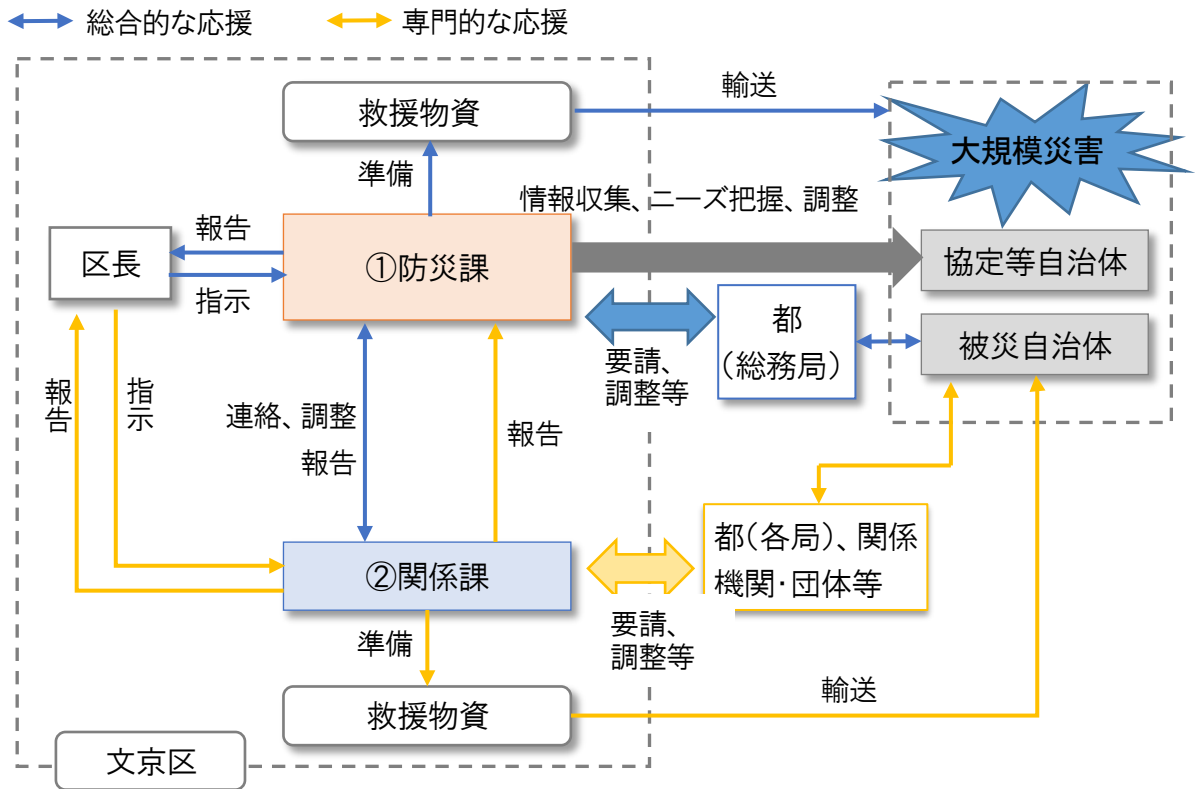 総合的な応援
専門的な応援
救援物資
輸送
大規模災害
準備
情報収集、ニーズ把握、調整
報告
区長
①防災課
協定等自治体
指示
都
（総務局）
被災自治体
要請、
調整等
報告
指示
連絡、調整
報告
報告
都（各局）、関係
機関・団体等
②関係課
要請、
調整等
準備
輸送
救援物資
文京区